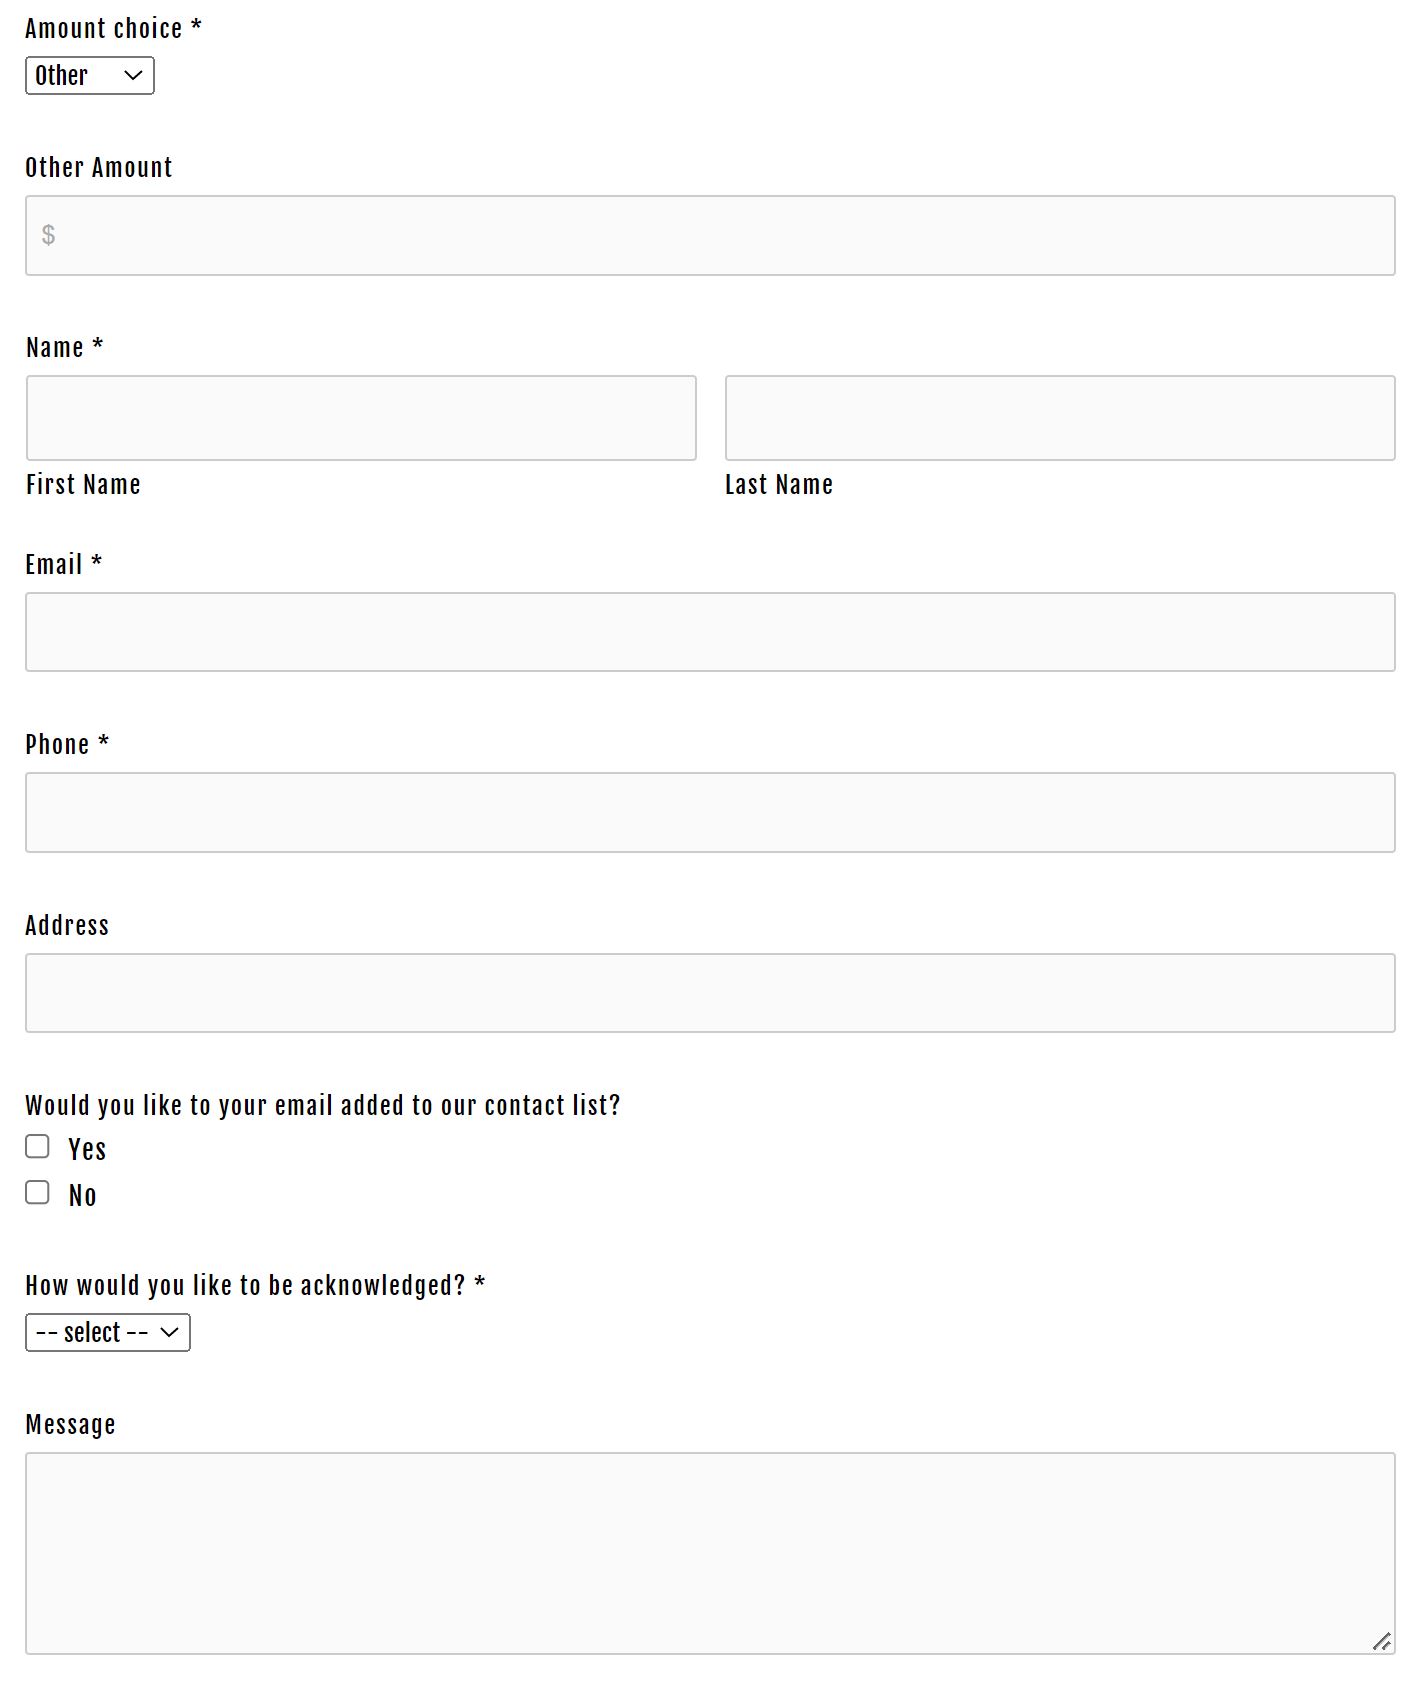 Amount choice *
Other
Other Amount
$
Name *
First Name
Last Name
Email *
Phone *
Address
Would you like to your email added to our contact list?
Yes
No
How would you like to be acknowledged? *
-- select --
Message